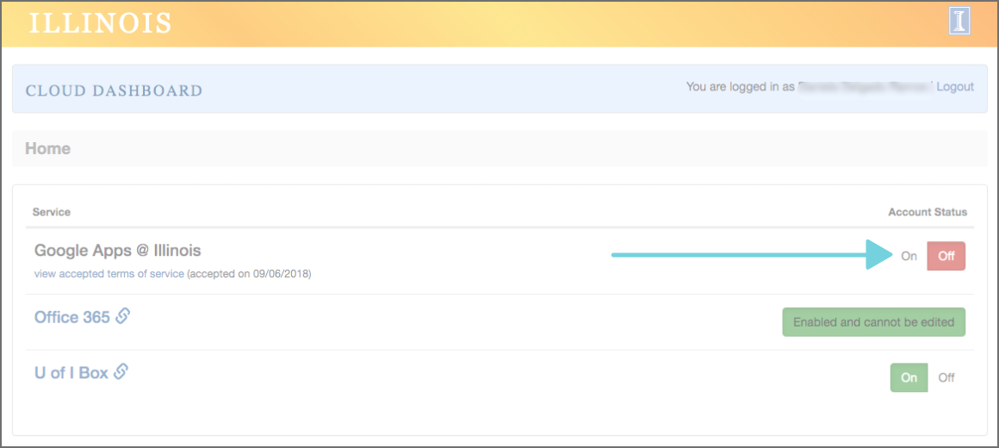 ILLINOIS
I
CLOUD DASHBOARD
You are logged in as Logout
Home
Service Account Status
Google Apps @ Illinois On Off
view accepted terms of service (accepted on 09/06/2018)
Office 365 Enabled and cannot be edited
U of I Box On Off